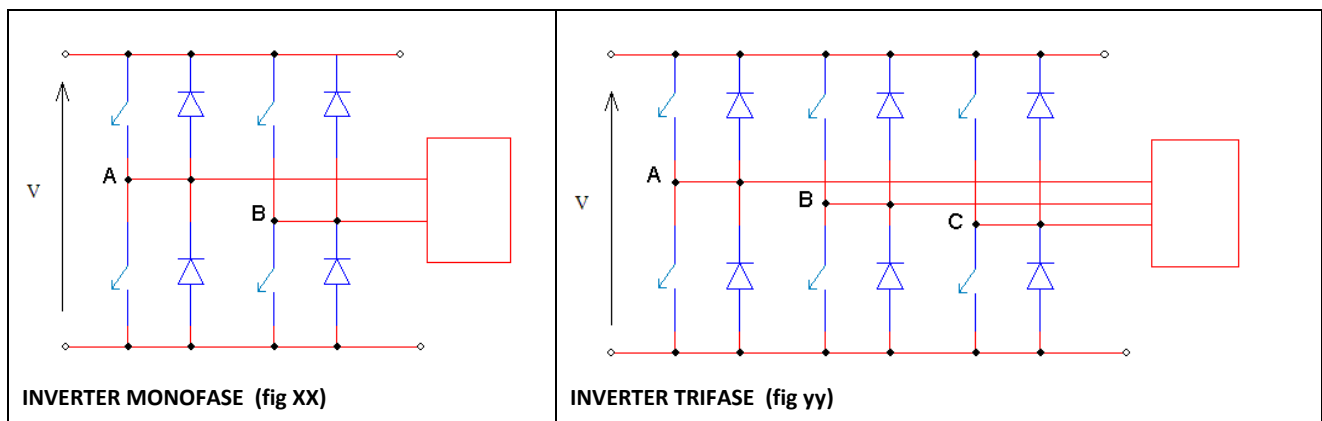 A
B
V
INVERTER MONOFASE (fig XX)
A
B
C
V
INVERTER TRIFASE (fig yy)